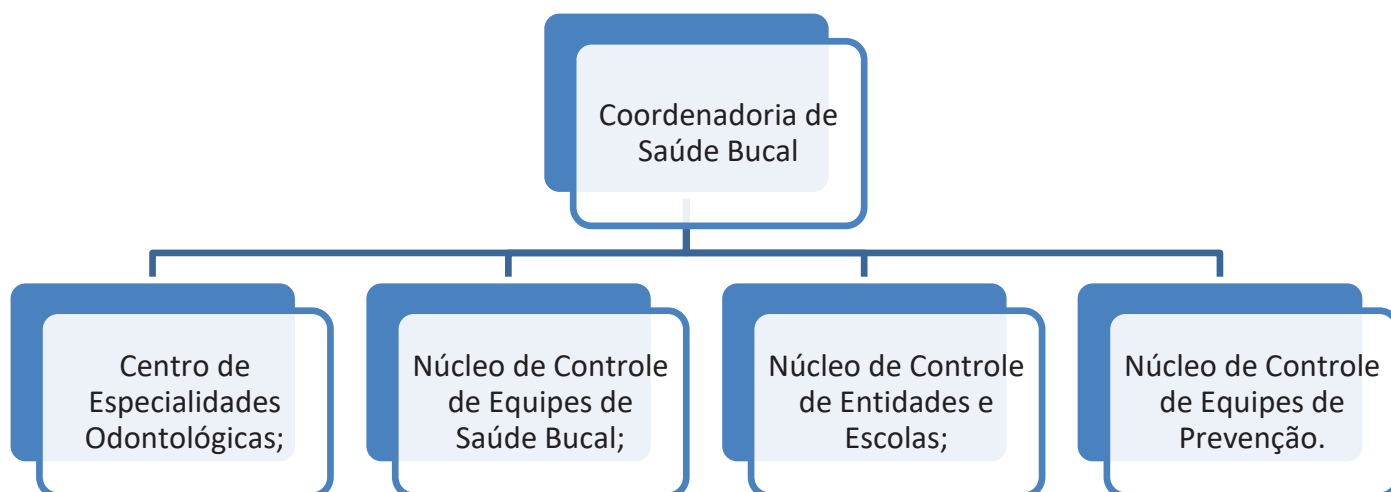 Coordenadoria de
Saúde Bucal
Centro de
Especialidades
Odontológicas;
Núcleo de Controle
de Equipes de
Saúde Bucal;
Núcleo de Controle
de Entidades e
Escolas;
Núcleo de Controle
de Equipes de
Prevenção.